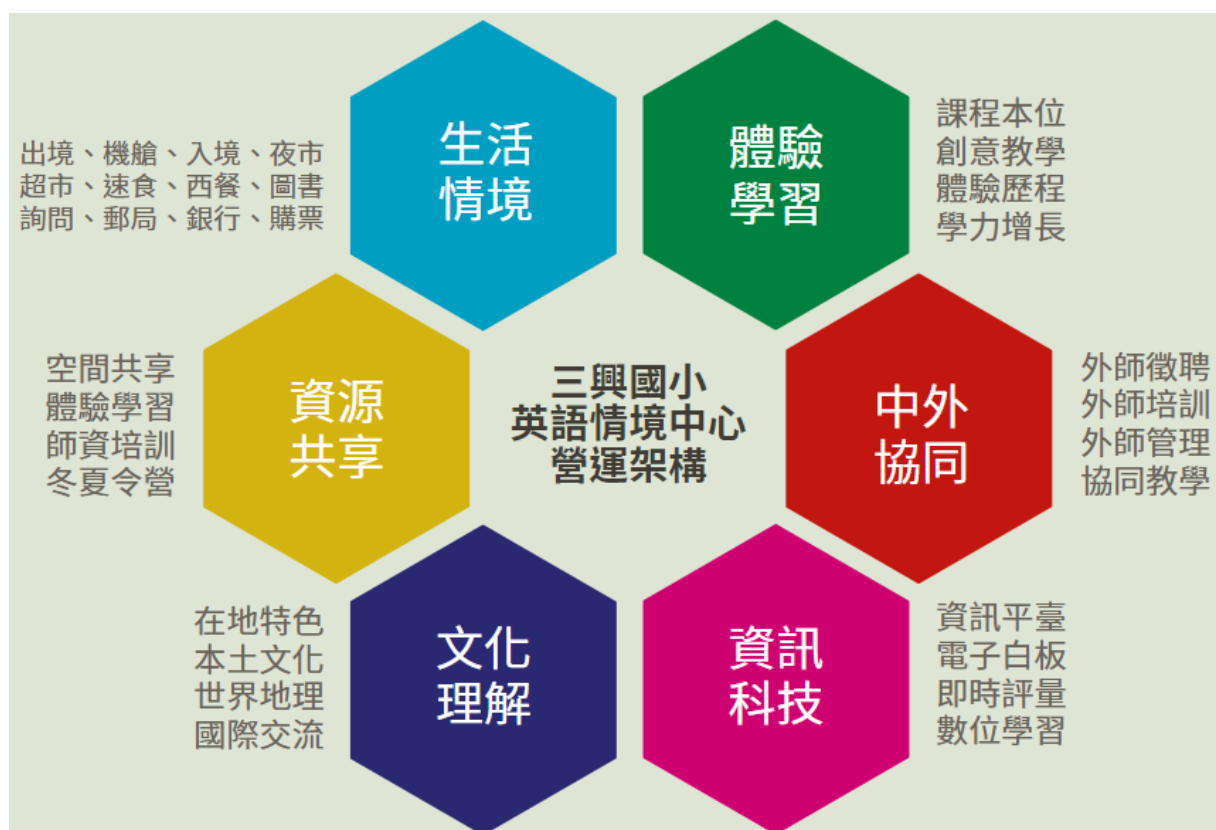 生活
情境
出境、機艙、入境、夜市
超市、速食、西餐、圖書
詢問、郵局、銀行、購票
體驗
學習
課程本位
創意教學
體驗歷程
學力增長
資源
共享
空間共享
體驗學習
師資培訓
冬夏令營
三興國小
英語情境中心
營運架構
中外
協同
外師徵聘
外師培訓
外師管理
協同教學
文化
理解
在地特色
本土文化
世界地理
國際交流
資訊
科技
資訊平臺
電子白板
即時評量
數位學習